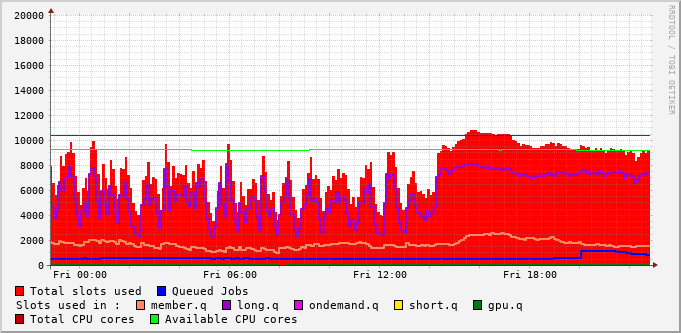 20000
18000
16000
14000
12000
10000
8000
6000
4000
2000
0
Fri 00:00 Fri 06:00 Fri 12:00 Fri 18:00
RRDTOOL / TOBI OETIKER
Total slots used Queued Jobs
Slots used in : member.q long.q ondemand.q short.q gpu.q
Total CPU cores Available CPU cores